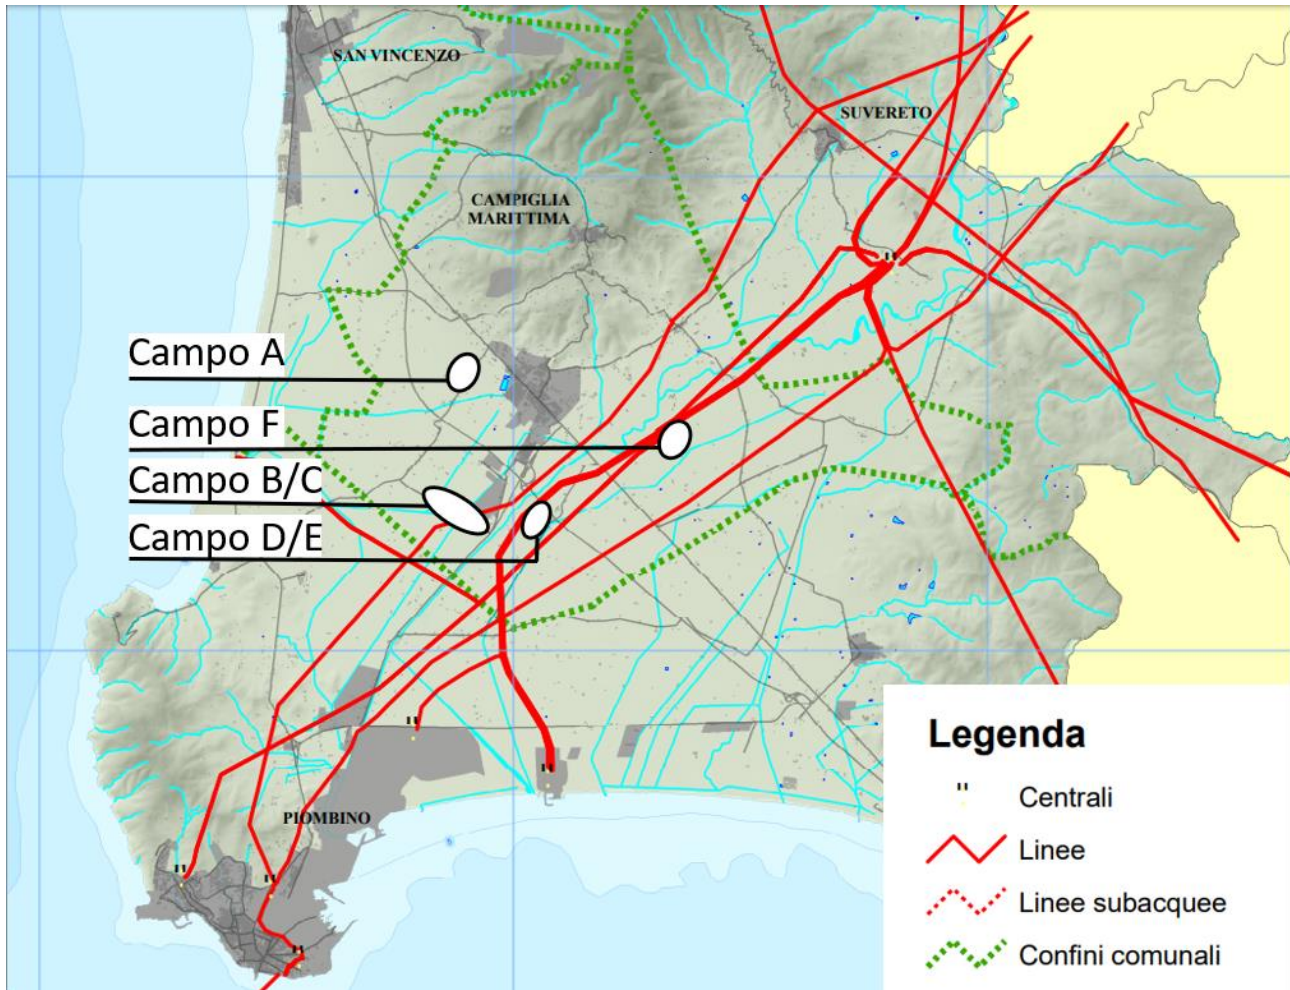 SAN VINCENZO
SUVERETO
CAMPIGLIA
MARITTIMA
Campo A
Campo F
Campo B/C
Campo D/E
PIOMBINO
Legenda
Centrali
Linee
Linee subacquee
Confini comunali